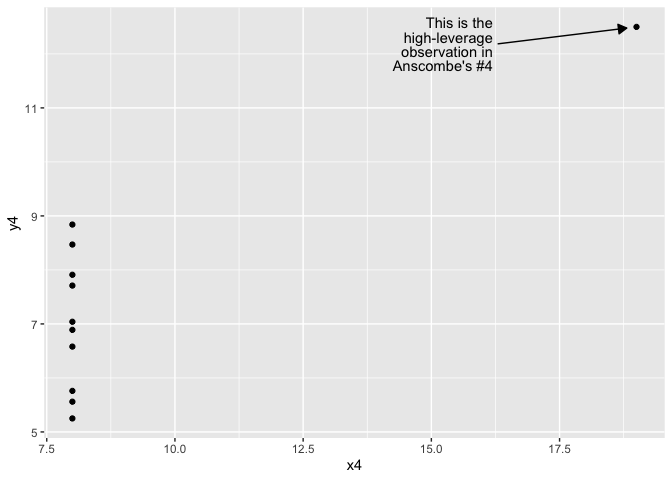 This is the
high-leverage
observation in
Anscombe's #4
11
9
7
5
y4
7.5 10.0 12.5 15.0 17.5
x4